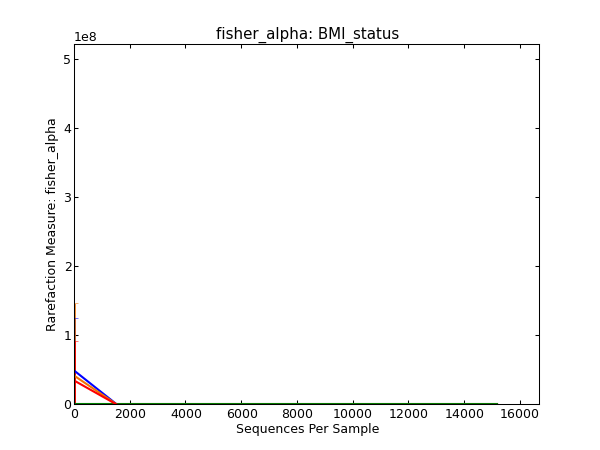 fisher_alpha: BMI_status
1e8
5
4
3
2
1
0
Rarefaction Measure: fisher_alpha
0 2000 4000 6000 8000 10000 12000 14000 16000
Sequences Per Sample